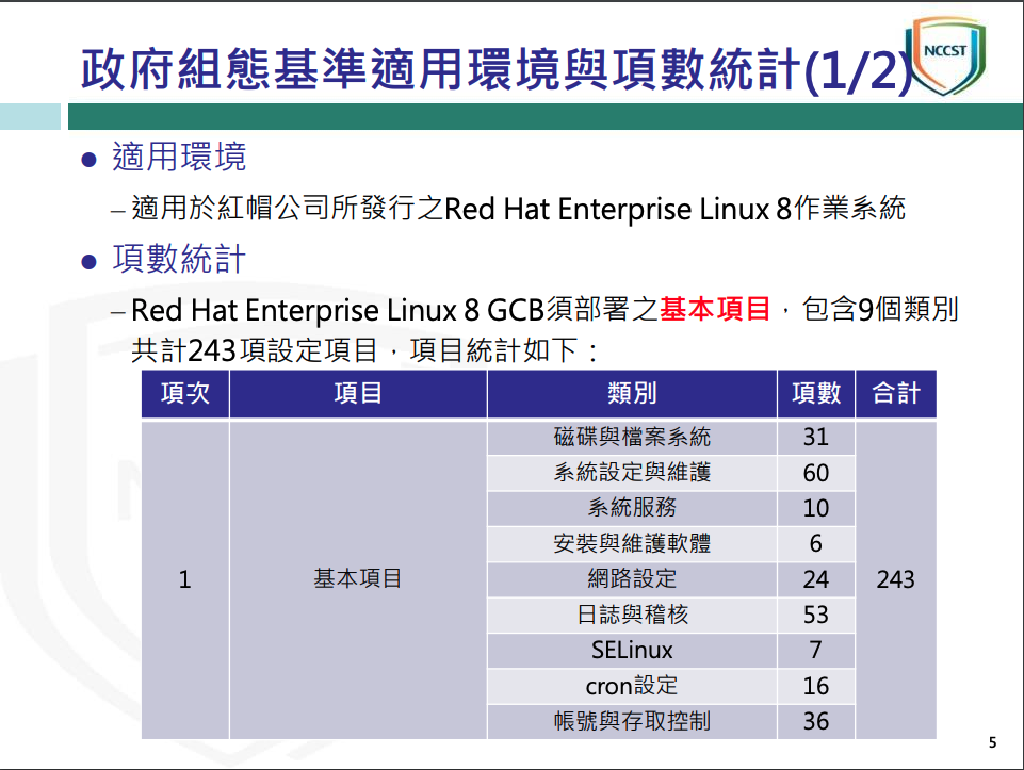 政府組態基準適用環境與項數統計(1/2)
NCCST
● 適用環境
–適用於紅帽公司所發行之Red Hat Enterprise Linux 8作業系統
● 項數統計
–Red Hat Enterprise Linux 8 GCB須部署之基本項目，包含9個類別
共計243項設定項目，項目統計如下：
項次 項目 類別 項數 合計
磁碟與檔案系統 31
系統設定與維護 60
系統服務 10
安裝與維護軟體 6
1 基本項目 網路設定 24 243
日誌與稽核 53
SELinux 7
cron設定 16
帳號與存取控制 36
5